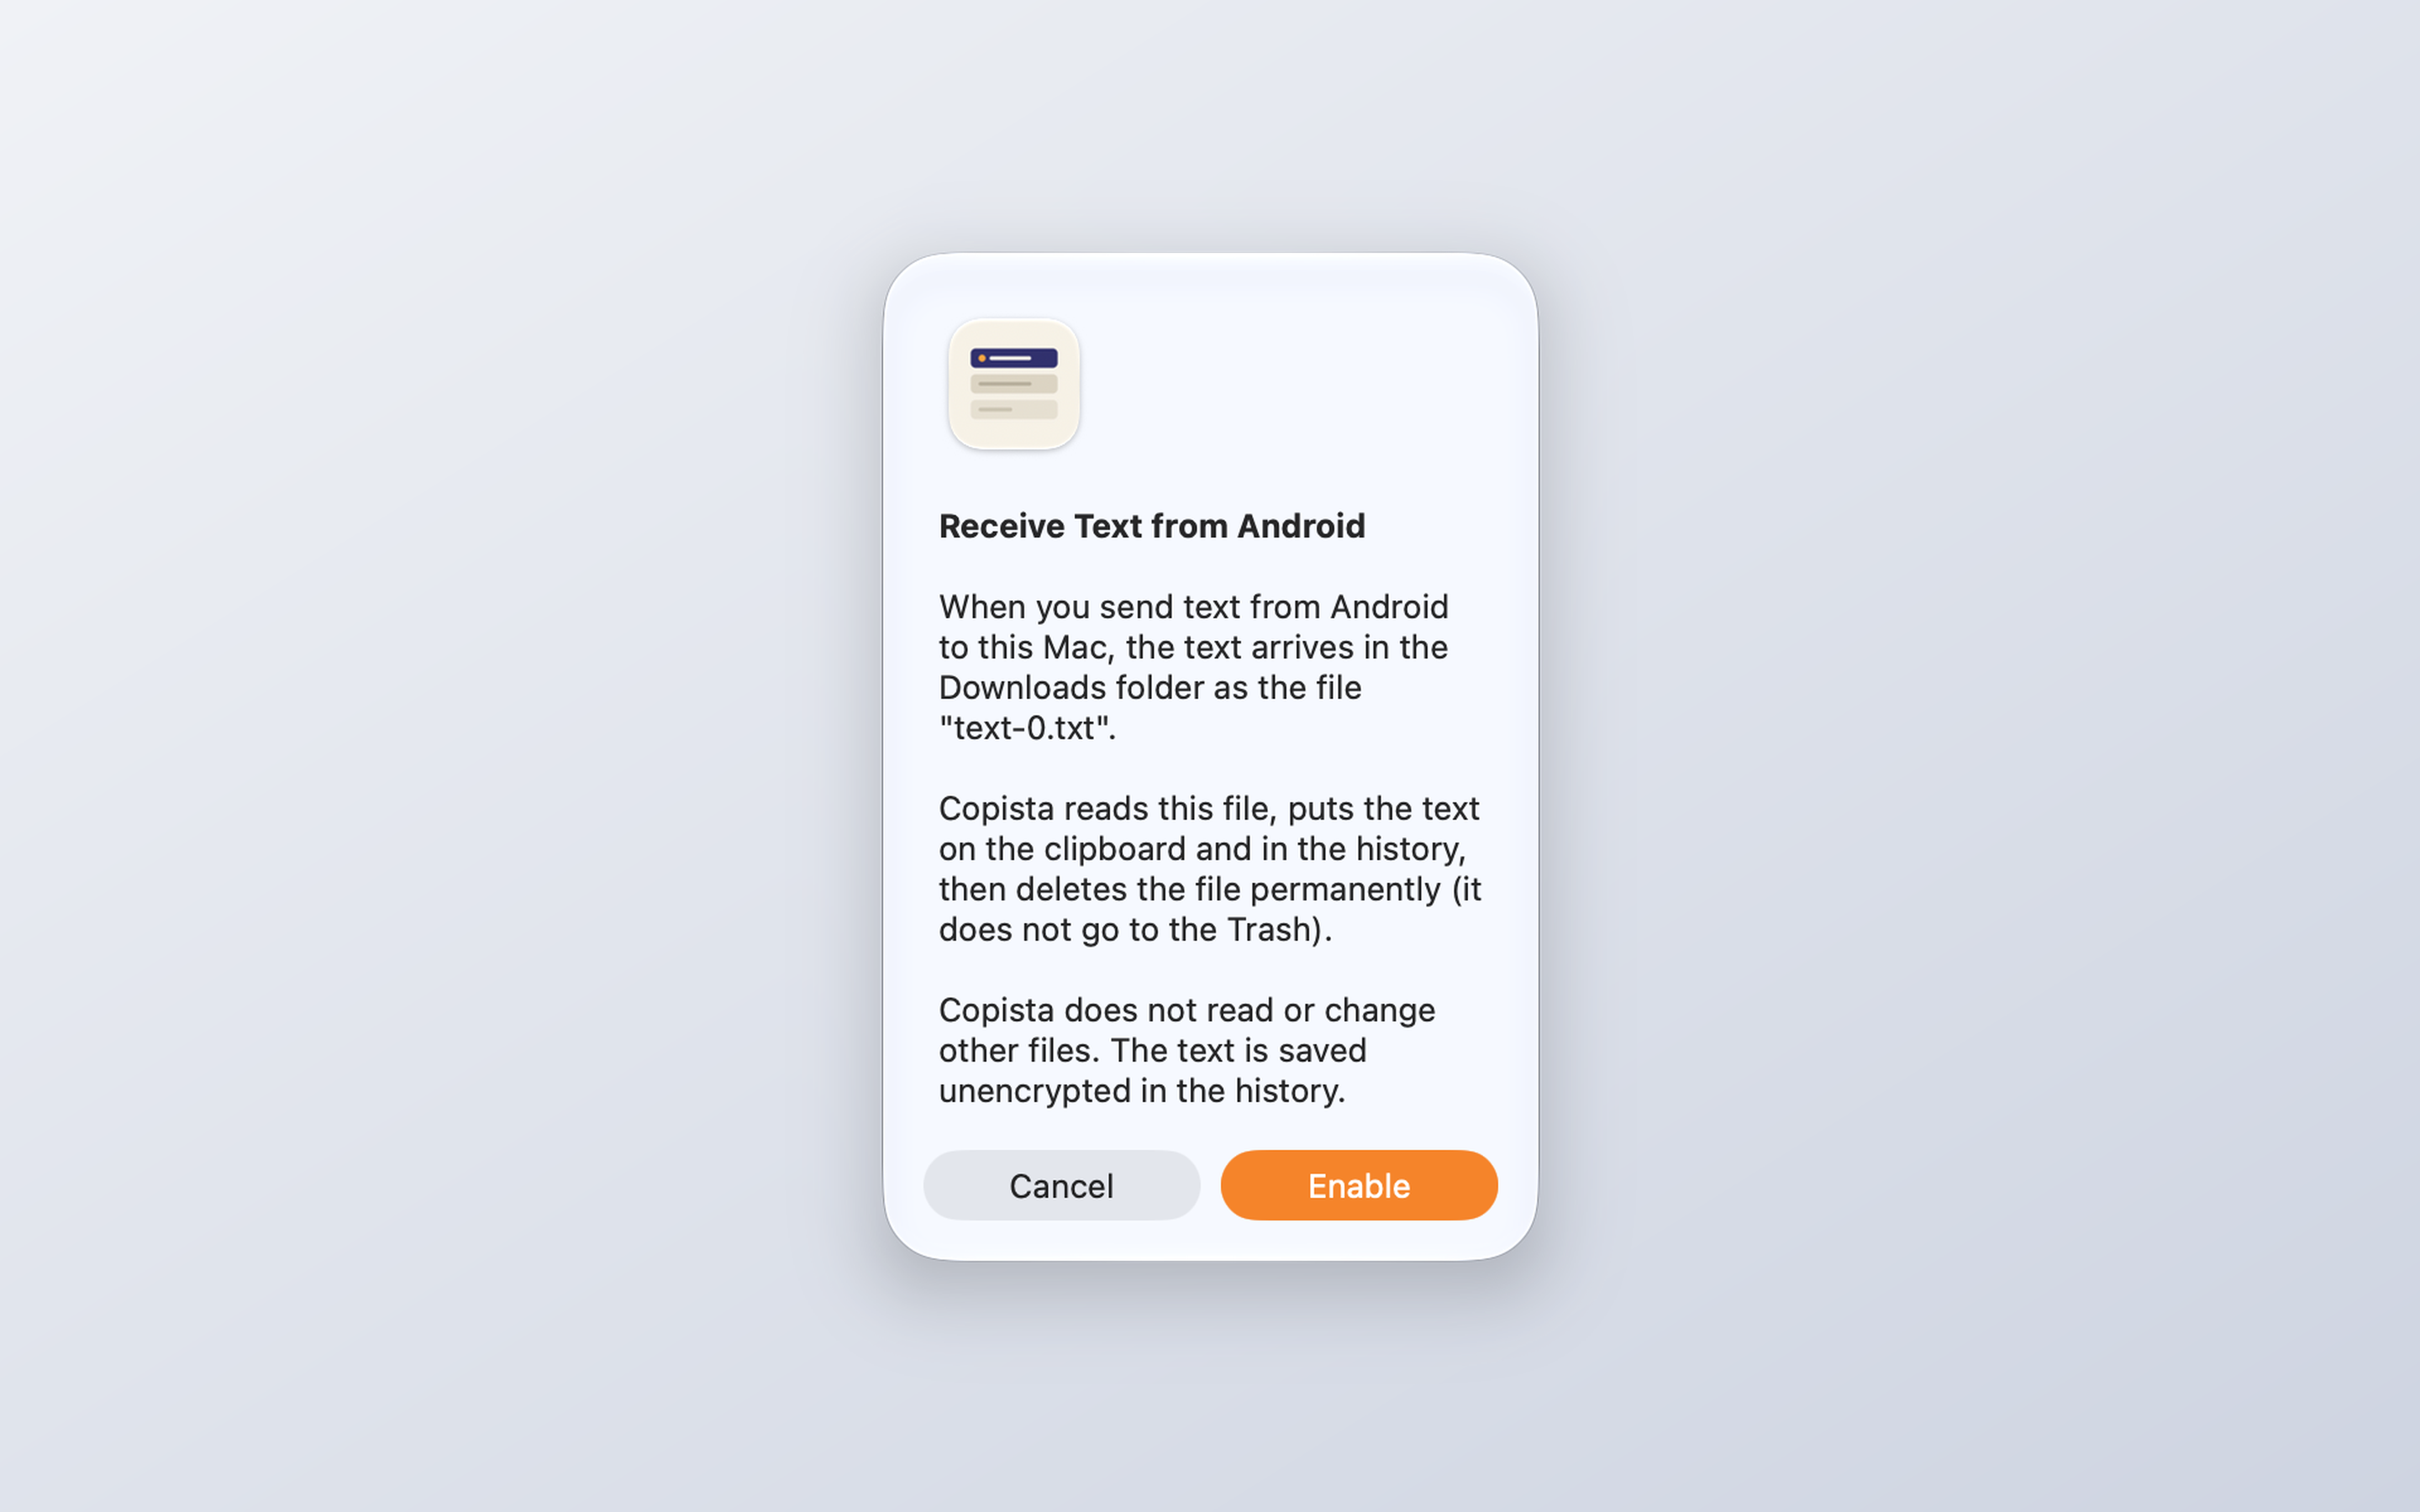 Receive Text from Android
When you send text from Android
to this Mac, the text arrives in the
Downloads folder as the file
"text-0.txt".
Copista reads this file, puts the text
on the clipboard and in the history,
then deletes the file permanently (it
does not go to the Trash).
Copista does not read or change
other files. The text is saved
unencrypted in the history.
Cancel
Enable